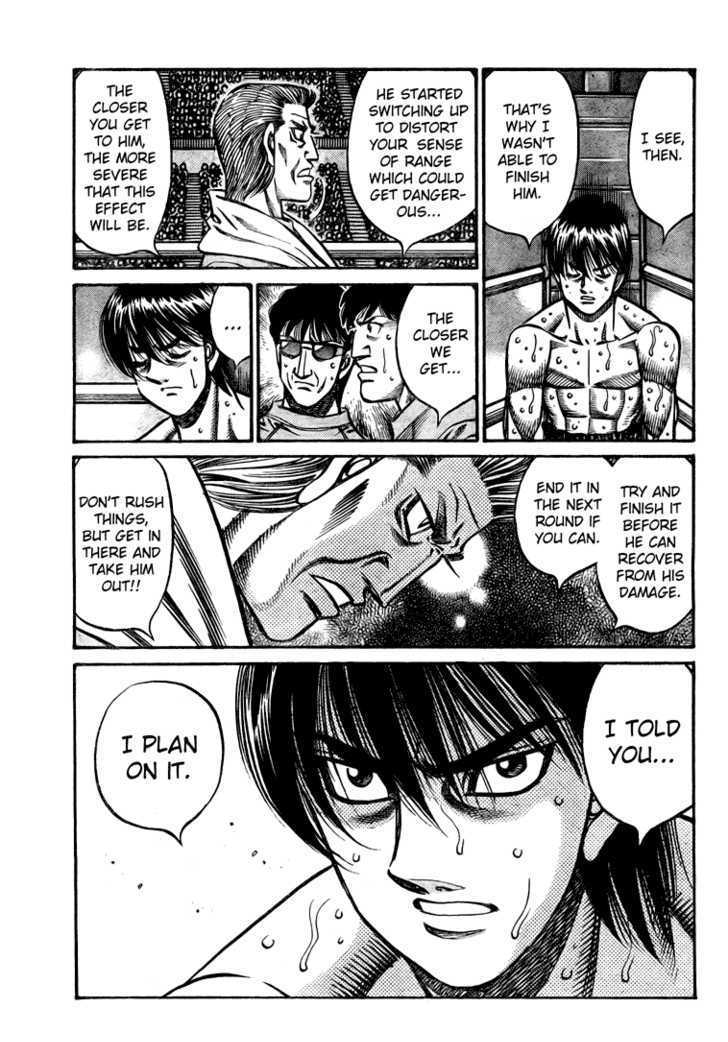 I SEE,
THEN.
THAT'S
WHY I
WASN'T
ABLE TO
FINISH
HIM.
HE STARTED
SWITCHING UP
TO DISTORT
YOUR SENSE
OF RANGE
WHICH COULD
GET DANGER-
OUS...
THE
CLOSER
YOU GET
TO HIM,
THE MORE
SEVERE
THAT THIS
EFFECT
WILL BE.
THE
CLOSER
WE
GET...
...
TRY AND
FINISH IT
BEFORE
HE CAN
RECOVER
FROM HIS
DAMAGE.
END IT IN
THE NEXT
ROUND IF
YOU CAN.
DON'T RUSH
THINGS,
BUT GET IN
THERE AND
TAKE HIM
OUT!!
I TOLD
YOU...
I PLAN
ON IT.